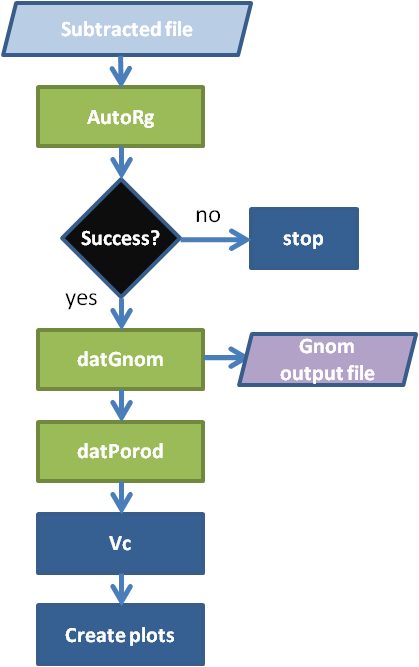 Subtracted file
AutoRg
Success?
no
stop
yes
datGnom
Gnom
output file
datPorod
Vc
Create plots